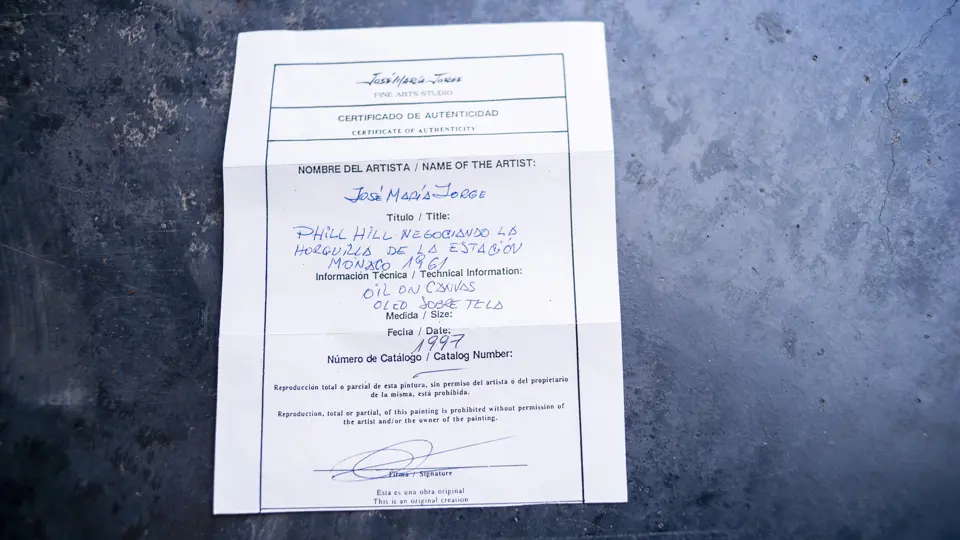 José María Jorge
FINE ARTS STUDIO
CERTIFICADO DE AUTENTICIDAD
CERTIFICATE OF AUTHENTICITY
NOMBRE DEL ARTISTA / NAME OF THE ARTIST:
José María Jorge
Título / Title:
PHILL HILL NEGOCIANDO LA
HORQUILLA DE LA ESTACIÓN
MÓNACO 1961
Información Técnica / Technical Information:
OIL ON CANVAS
OLEO SOBRE TELA
Medida / Size:
Fecha / Date:
1997
Número de Catálogo / Catalog Number:
Reproducción total o parcial de esta pintura, sin permiso del artista o del propietario
de la misma, está prohibida.
Reproduction, total or partial, of this painting is prohibited without permission of
the artist and/or the owner of the painting.
Firma / Signature
Esta es una obra original
This is an original creation